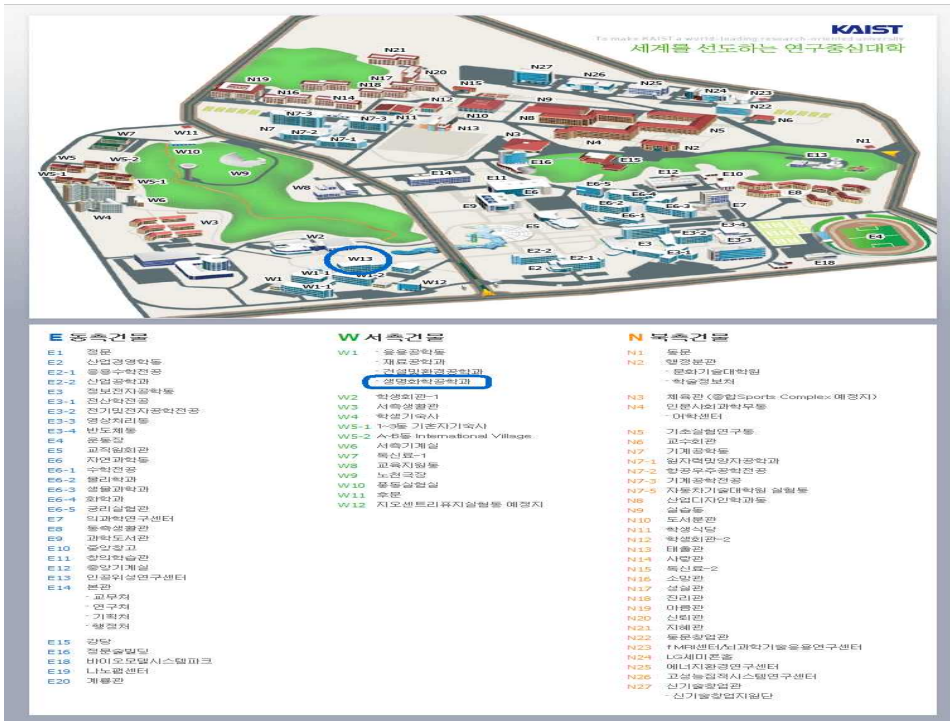 KAIST
To make KAIST a world-leading research-oriented university
세계를 선도하는 연구중심대학
N21
N20
N17
N18
N19
N16
N14
N15
N27
N26
N25
N24
N23
N22
N12
N11
N10
N9
N8
N6
N7
N7-3
N7-3
N7-2
N7-1
N13
N3
N5
N4
N2
N1
W7
W11
W10
W9
W8
W5
W5-2
W5-1
W5-1
W6
W4
W3
W2
W13
W1
W1-1
W1-2
W1-1
W12
E16
E15
E14
E11
E12
E10
E13
E6
E6-5
E6-4
E6-3
E6-2
E6-1
E8
E7
E9
E5
E4
E3
E3-4
E3-2
E3-3
E3-1
E2-2
E2
E2-1
E18
E 동측건물
E1 정문
E2 산업경영학동
E2-1 응용수학전공
E2-2 산업공학과
E3 정보전자공학동
E3-1 전산학전공
E3-2 전기및전자공학전공
E3-3 영상처리동
E3-4 반도체동
E4 운동장
E5 교직원회관
E6 자연과학동
E6-1 수학전공
E6-2 물리학과
E6-3 생물과학과
E6-4 화학과
E6-5 궁리실험관
E7 의과학연구센터
E8 동측생활관
E9 과학도서관
E10 중앙창고
E11 창의학습관
E12 중앙기계실
E13 인공위성연구센터
E14 본관
- 교무처
- 연구처
- 기획처
- 행정처
E15 강당
E16 정문술빌딩
E18 바이오모델시스템파크
E19 나노팹센터
E20 계룡관
W 서측건물
W1 - 응용공학동
- 재료공학과
- 건설및환경공학과
- 생명화학공학과
W2 학생회관-1
W3 서측생활관
W4 학생기숙사
W5-1 1~3동 기혼자기숙사
W5-2 A~B동 International Village
W6 서측기계실
W7 독신료-1
W8 교육지원동
W9 노천극장
W10 풍동실험실
W11 후문
W12 지오센트리퓨지실험동 예정지
N 북측건물
N1 동문
N2 행정분관
- 문화기술대학원
- 학술정보처
N3 체육관 (종합Sports Complex 예정지)
N4 인문사회과학부동
- 어학센터
N5 기초실험연구동
N6 교수회관
N7 기계공학동
N7-1 원자력및양자공학과
N7-2 항공우주공학전공
N7-3 기계공학전공
N7-5 자동차기술대학원 실험동
N8 산업디자인학과동
N9 실습동
N10 도서분관
N11 학생식당
N12 학생회관-2
N13 태울관
N14 사랑관
N15 독신료-2
N16 소망관
N17 성실관
N18 진리관
N19 아름관
N20 신뢰관
N21 지혜관
N22 동문창업관
N23 f MRI센터/뇌과학기술응용연구센터
N24 LG세미콘홀
N25 에너지환경연구센터
N26 고성능집적시스템연구센터
N27 신기술창업관
- 신기술창업지원단